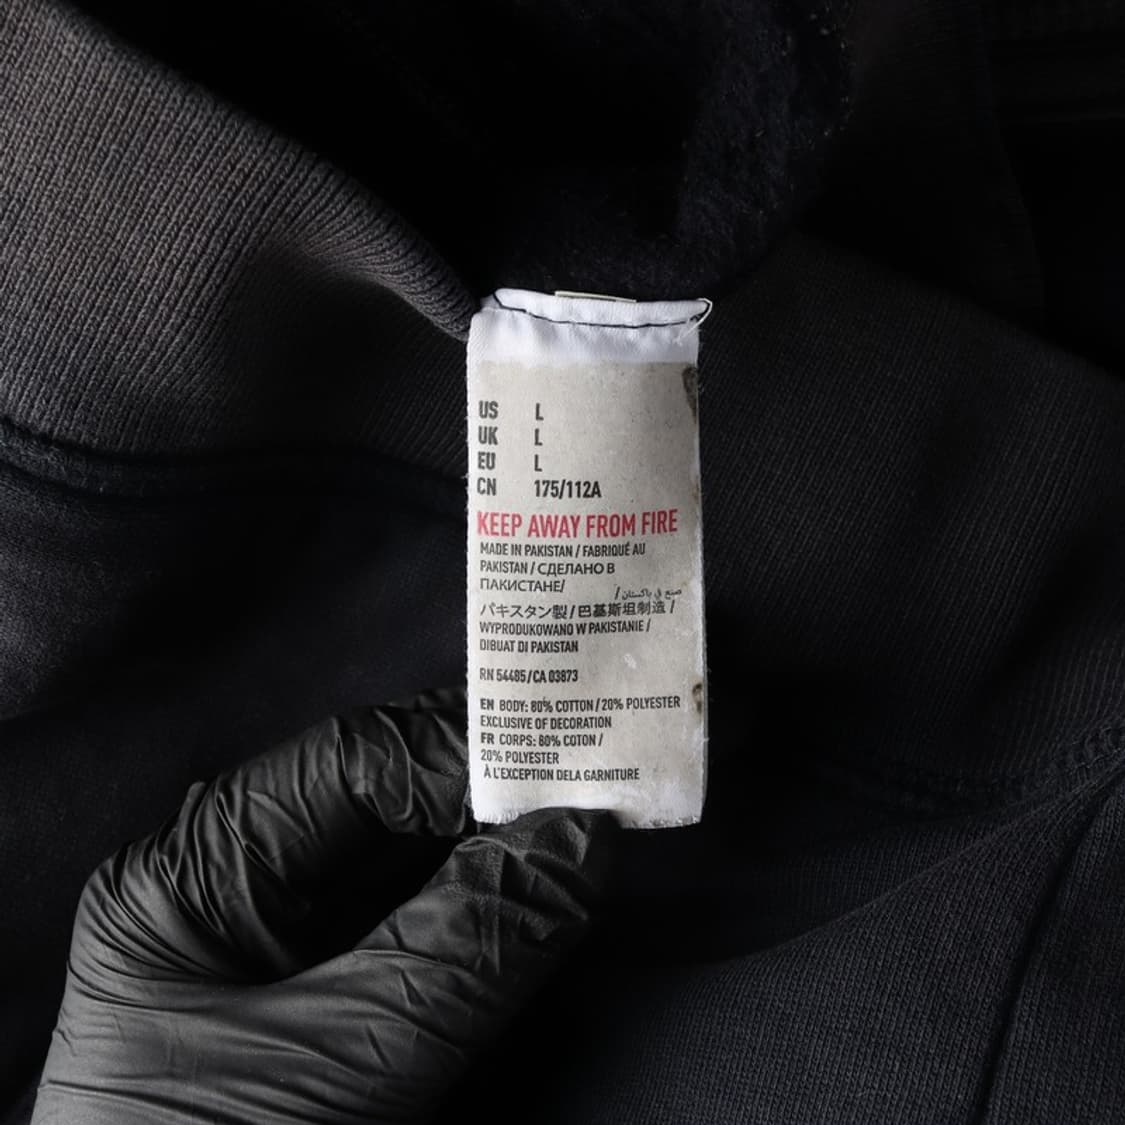 US L
UK L
EU L
CN 175/112A
KEEP AWAY FROM FIRE
MADE IN PAKISTAN / FABRIQUÉ AU
PAKISTAN / СДЕЛАНО В
ПАКИСТАНЕ/
صنع في باكستان /
パキスタン製 / 巴基斯坦制造 /
WYPRODUKOWANO W PAKISTANIE /
DIBUAT DI PAKISTAN
RN 54485 / CA 03873
EN BODY: 80% COTTON / 20% POLYESTER
EXCLUSIVE OF DECORATION
FR CORPS: 80% COTON /
20% POLYESTER
À L'EXCEPTION DELA GARNITURE